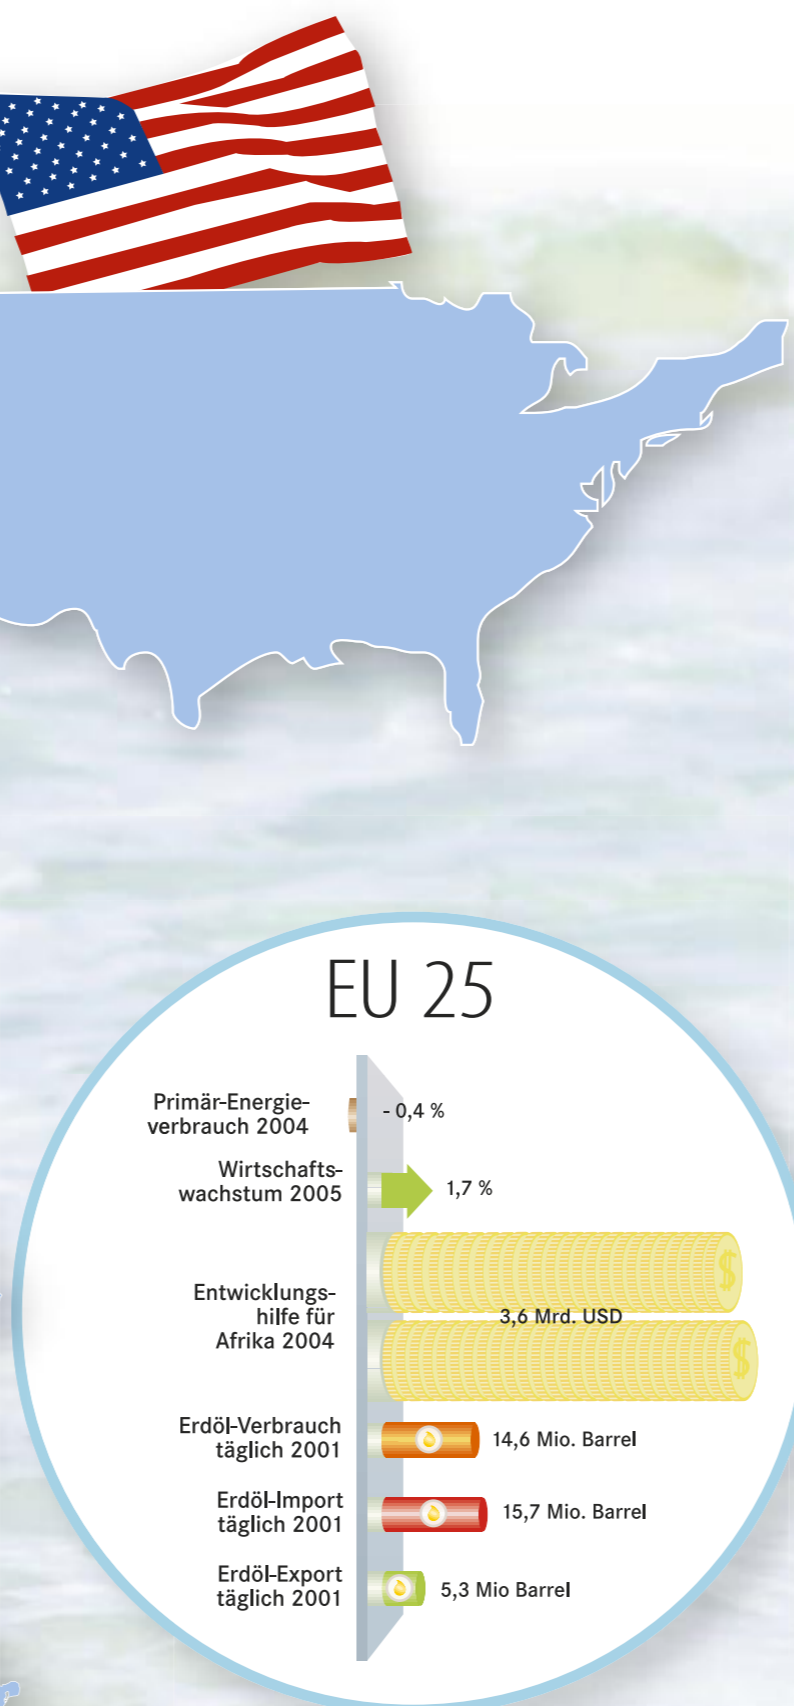 EU 25
Primär-Energie-
verbrauch 2004
- 0,4 %
Wirtschafts-
wachstum 2005
1,7 %
Entwicklungs-
hilfe für
Afrika 2004
3,6 Mrd. USD
$
$
Erdöl-Verbrauch
täglich 2001
14,6 Mio. Barrel
Erdöl-Import
täglich 2001
15,7 Mio. Barrel
Erdöl-Export
täglich 2001
5,3 Mio Barrel